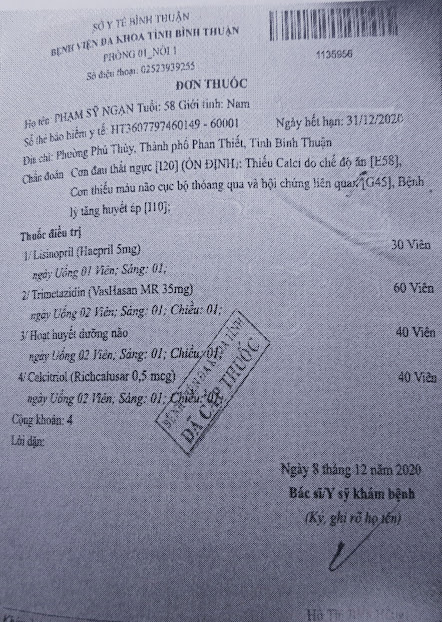 SỞ Y TẾ BÌNH THUẬN
BỆNH VIỆN ĐA KHOA TỈNH BÌNH THUẬN
PHÒNG 01_NỘI 1
Số điện thoại: 02523939255
1135956
ĐƠN THUỐC
Họ tên: PHẠM SỸ NGẠN Tuổi: 58 Giới tính: Nam
Số thẻ bảo hiểm y tế: HT3607797460149 - 60001 Ngày hết hạn: 31/12/2020
Địa chỉ: Phường Phú Thủy, Thành phố Phan Thiết, Tỉnh Bình Thuận
Chẩn đoán Cơn đau thắt ngực [I20] (ỔN ĐỊNH); Thiếu Calci do chế độ ăn [E58],
Cơn thiếu máu não cục bộ thoáng qua và hội chứng liên quan [G45], Bệnh
lý tăng huyết áp [I10];
Thuốc điều trị
1/ Lisinopril (Haepril 5mg) 30 Viên
ngày Uống 01 Viên; Sáng: 01;
2/ Trimetazidin (VasHasan MR 35mg) 60 Viên
ngày Uống 02 Viên; Sáng: 01; Chiều: 01;
3/ Hoạt huyết dưỡng não 40 Viên
ngày Uống 02 Viên; Sáng: 01; Chiều: 01;
4/ Calcitriol (Richcalusar 0,5 mcg) 40 Viên
ngày Uống 02 Viên; Sáng: 01; Chiều: 01;
BỆNH VIỆN ĐA KHOA TỈNH
ĐÃ CẤP THUỐC
Cộng khoản: 4
Lời dặn:
Ngày 8 tháng 12 năm 2020
Bác sĩ/Y sỹ khám bệnh
(Ký, ghi rõ họ tên)